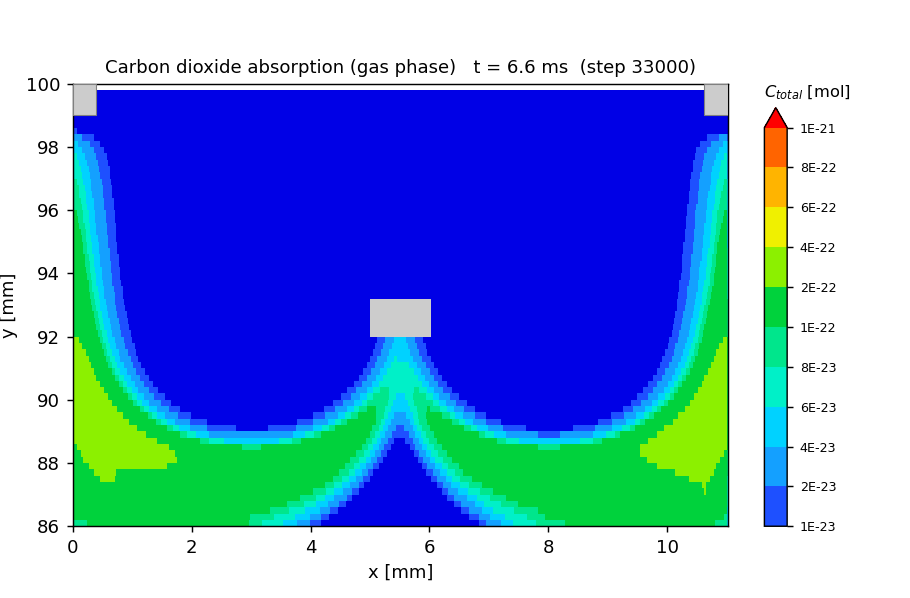 Carbon dioxide absorption (gas phase)   t = 6.6 ms  (step 33000)
C_total [mol]
y [mm]
100
98
96
94
92
90
88
86
0 2 4 6 8 10
x [mm]
1E-21
8E-22
6E-22
4E-22
2E-22
1E-22
8E-23
6E-23
4E-23
2E-23
1E-23